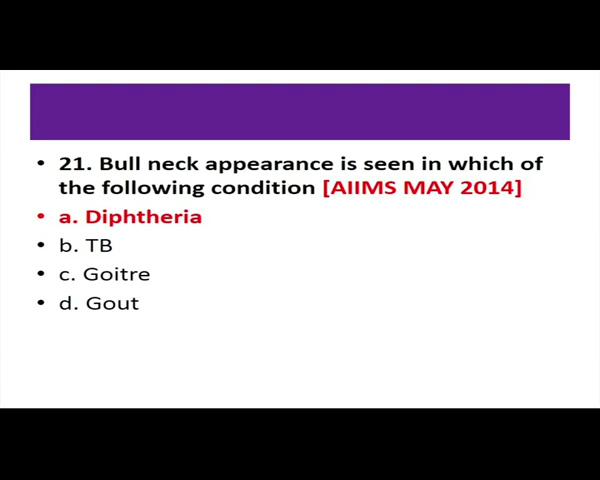 • 21. Bull neck appearance is seen in which of
the following condition [AIIMS MAY 2014]
• a. Diphtheria
• b. TB
• c. Goitre
• d. Gout